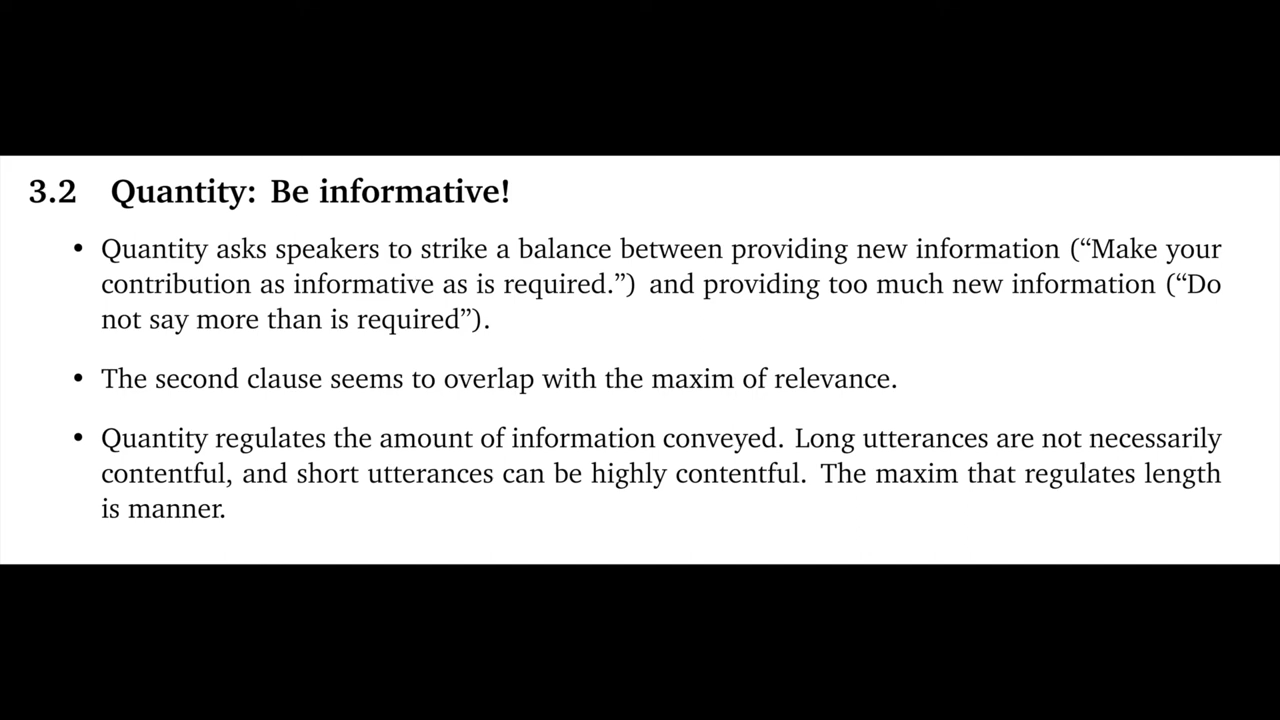 3.2 Quantity: Be informative!
• Quantity asks speakers to strike a balance between providing new information (“Make your
contribution as informative as is required.”) and providing too much new information (“Do
not say more than is required”).
• The second clause seems to overlap with the maxim of relevance.
• Quantity regulates the amount of information conveyed. Long utterances are not necessarily
contentful, and short utterances can be highly contentful. The maxim that regulates length
is manner.